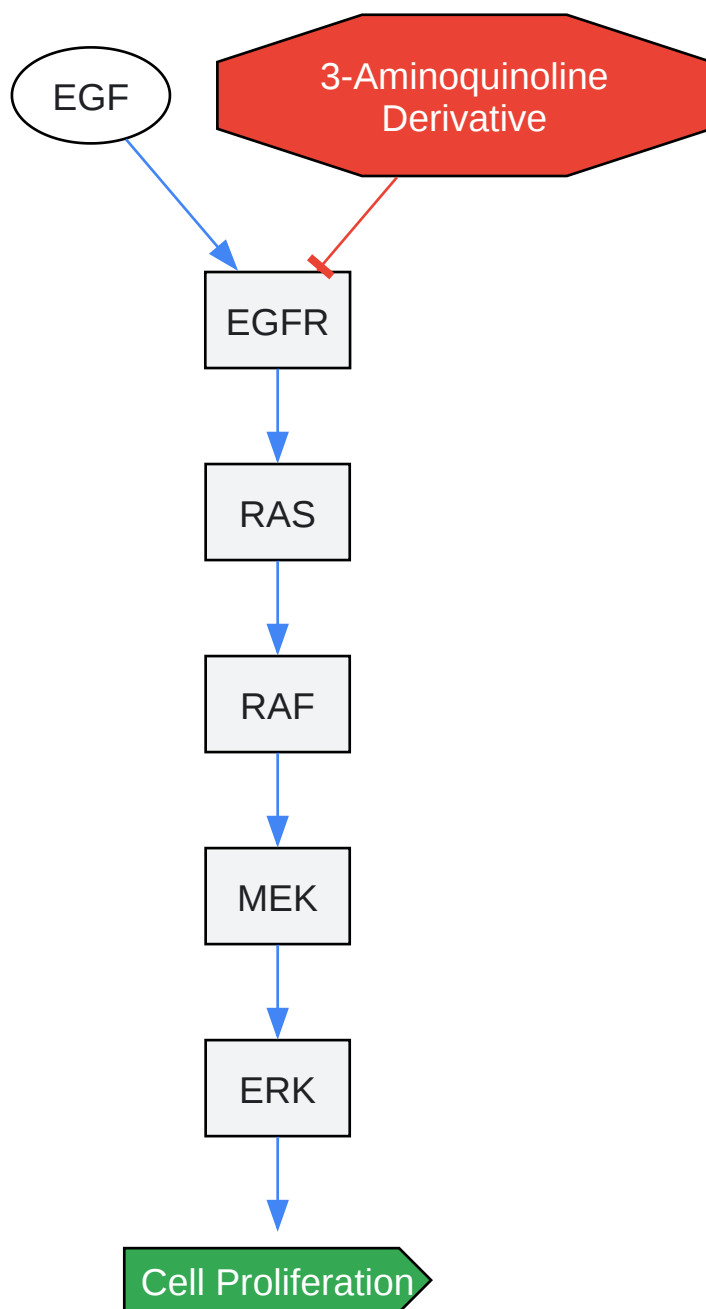 EGF
3-Aminoquinoline
Derivative
EGFR
RAS
RAF
MEK
ERK
Cell Proliferation